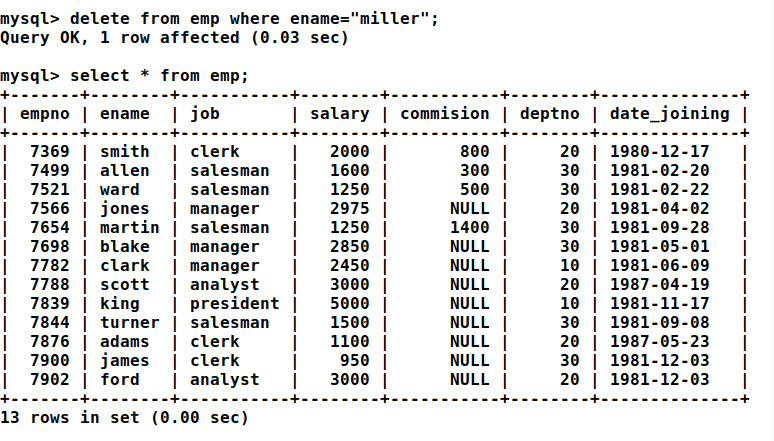 mysql> delete from emp where ename="miller";
Query OK, 1 row affected (0.03 sec)

mysql> select * from emp;
+-------+--------+-----------+--------+-----------+--------+--------------+
| empno | ename  | job       | salary | commision | deptno | date_joining |
+-------+--------+-----------+--------+-----------+--------+--------------+
|  7369 | smith  | clerk     |   2000 |       800 |     20 | 1980-12-17   |
|  7499 | allen  | salesman  |   1600 |       300 |     30 | 1981-02-20   |
|  7521 | ward   | salesman  |   1250 |       500 |     30 | 1981-02-22   |
|  7566 | jones  | manager   |   2975 |      NULL |     20 | 1981-04-02   |
|  7654 | martin | salesman  |   1250 |      1400 |     30 | 1981-09-28   |
|  7698 | blake  | manager   |   2850 |      NULL |     30 | 1981-05-01   |
|  7782 | clark  | manager   |   2450 |      NULL |     10 | 1981-06-09   |
|  7788 | scott  | analyst   |   3000 |      NULL |     20 | 1987-04-19   |
|  7839 | king   | president |   5000 |      NULL |     10 | 1981-11-17   |
|  7844 | turner | salesman  |   1500 |      NULL |     30 | 1981-09-08   |
|  7876 | adams  | clerk     |   1100 |      NULL |     20 | 1987-05-23   |
|  7900 | james  | clerk     |    950 |      NULL |     30 | 1981-12-03   |
|  7902 | ford   | analyst   |   3000 |      NULL |     20 | 1981-12-03   |
+-------+--------+-----------+--------+-----------+--------+--------------+
13 rows in set (0.00 sec)